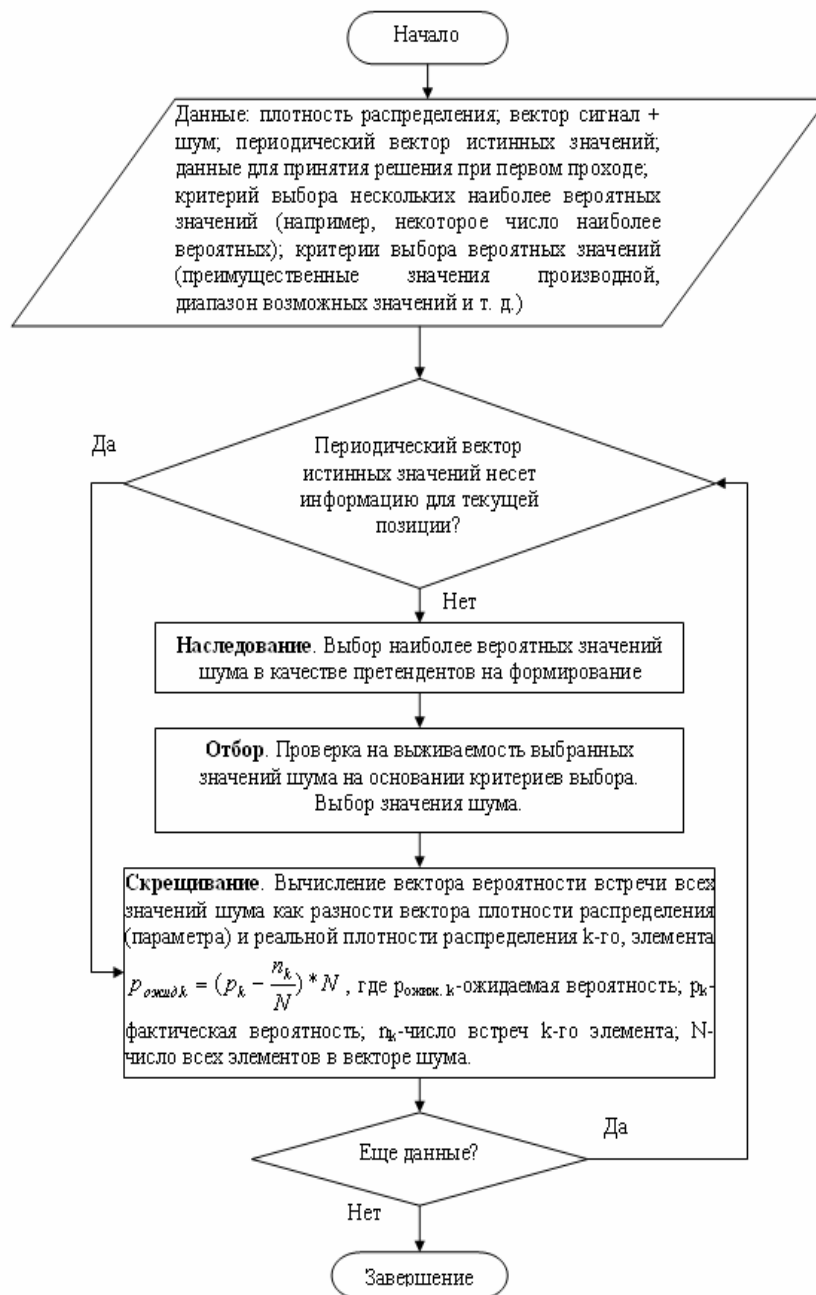 Начало
Данные: плотность распределения; вектор сигнал +
шум; периодический вектор истинных значений;
данные для принятия решения при первом проходе;
критерий выбора нескольких наиболее вероятных
значений (например, некоторое число наиболее
вероятных); критерии выбора вероятных значений
(преимущественные значения производной,
диапазон возможных значений и т. д.)
Да
Периодический вектор
истинных значений несет
информацию для текущей
позиции?
Нет
Наследование. Выбор наиболее вероятных значений
шума в качестве претендентов на формирование
Отбор. Проверка на выживаемость выбранных
значений шума на основании критериев выбора.
Выбор значения шума.
Скрещивание. Вычисление вектора вероятности встречи всех
значений шума как разности вектора плотности распределения
(параметра) и реальной плотности распределения k-го, элемента
p_{ожид.k} = (p_k - \frac{n_k}{N}) * N , где p_{ожиж. k}-ожидаемая вероятность; p_k-
фактическая вероятность; n_k-число встреч k-го элемента; N-
число всех элементов в векторе шума.
Еще данные?
Да
Нет
Завершение